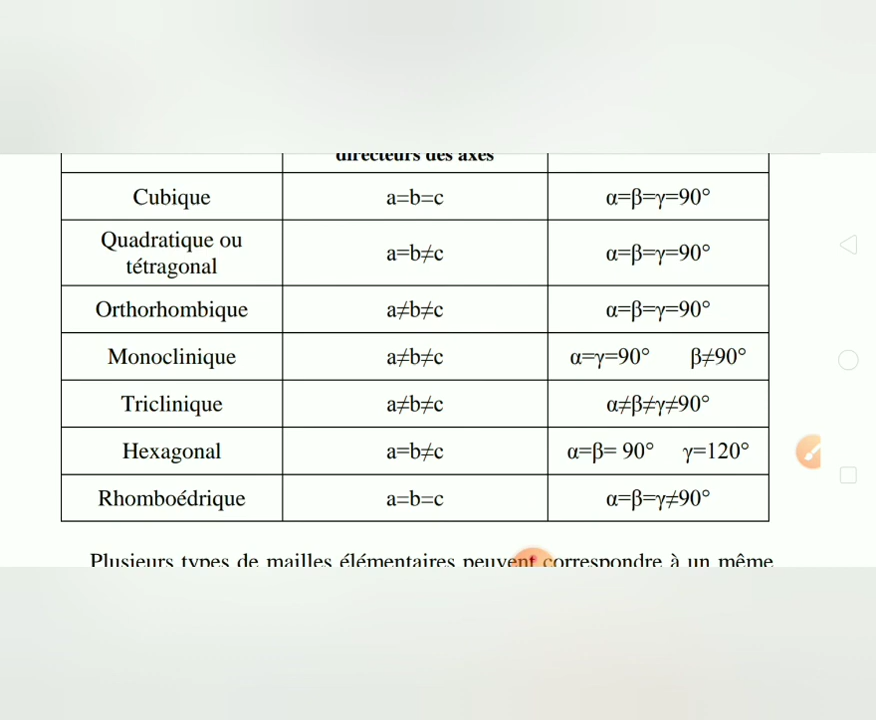 directeurs des axes
Cubique a=b=c α=β=γ=90°
Quadratique ou
tétragonal a=b≠c α=β=γ=90°
Orthorhombique a≠b≠c α=β=γ=90°
Monoclinique a≠b≠c α=γ=90° β≠90°
Triclinique a≠b≠c α≠β≠γ≠90°
Hexagonal a=b≠c α=β= 90° γ=120°
Rhomboédrique a=b=c α=β=γ≠90°
Plusieurs types de mailles élémentaires peuvent correspondre à un même